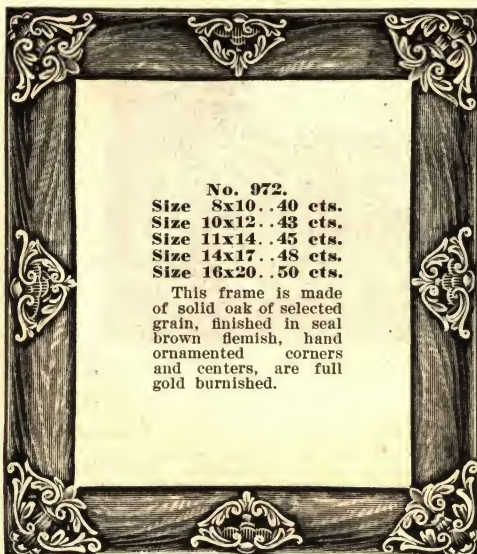 No. 972.
Size 8x10..40 cts.
Size 10x12..43 cts.
Size 11x14..45 cts.
Size 14x17..48 cts.
Size 16x20..50 cts.
This frame is made
of solid oak of selected
grain, finished in seal
brown flemish, hand
ornamented corners
and centers, are full
gold burnished.